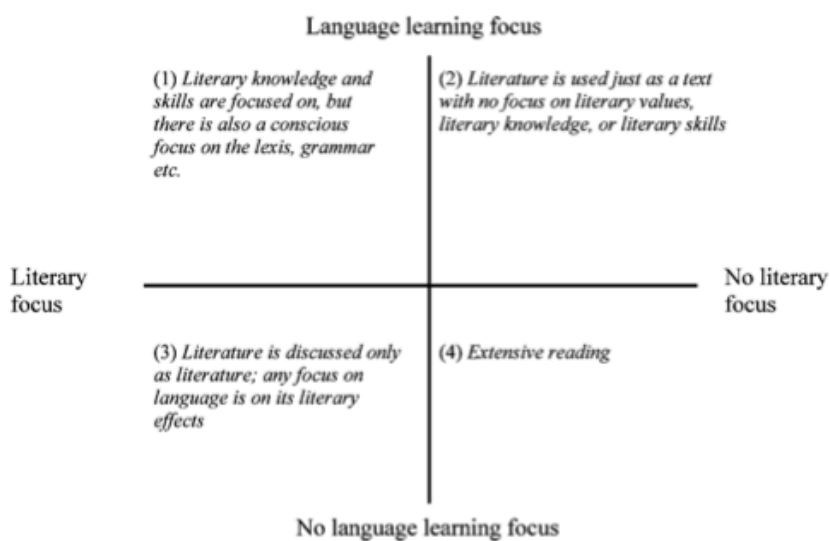 Language learning focus
(1) Literary knowledge and
skills are focused on, but
there is also a conscious
focus on the lexis, grammar
etc.
(2) Literature is used just as a text
with no focus on literary values,
literary knowledge, or literary skills
Literary
focus
No literary
focus
(3) Literature is discussed only
as literature; any focus on
language is on its literary
effects
(4) Extensive reading
No language learning focus